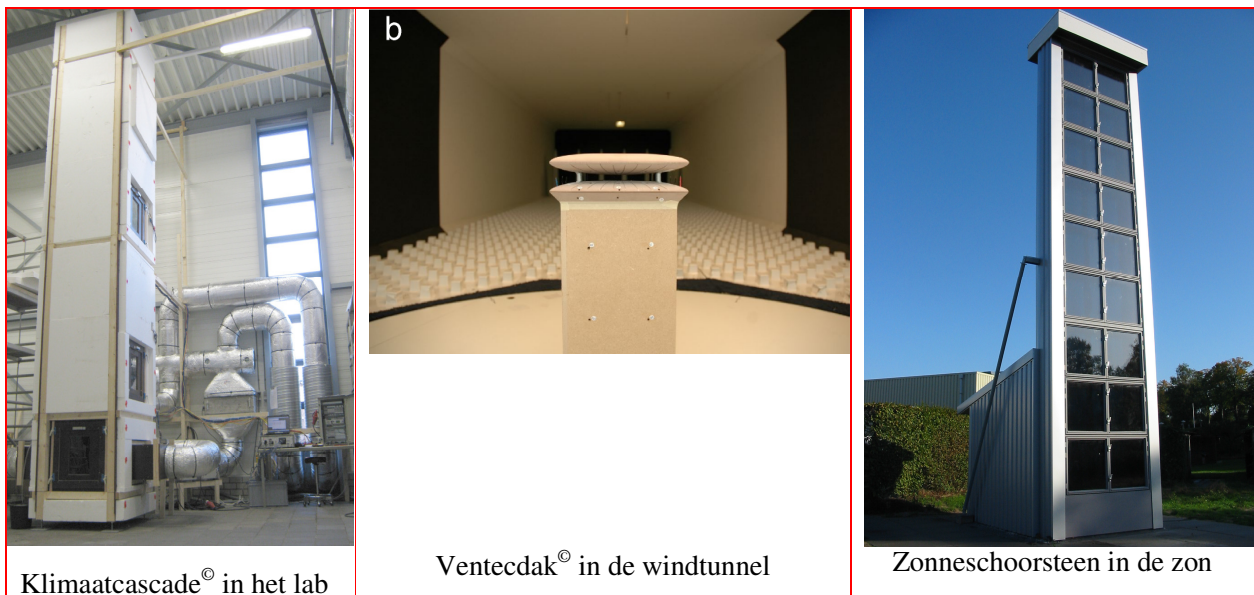 b
Klimaatcascade© in het lab
Ventecdak© in de windtunnel
Zonneschoorsteen in de zon